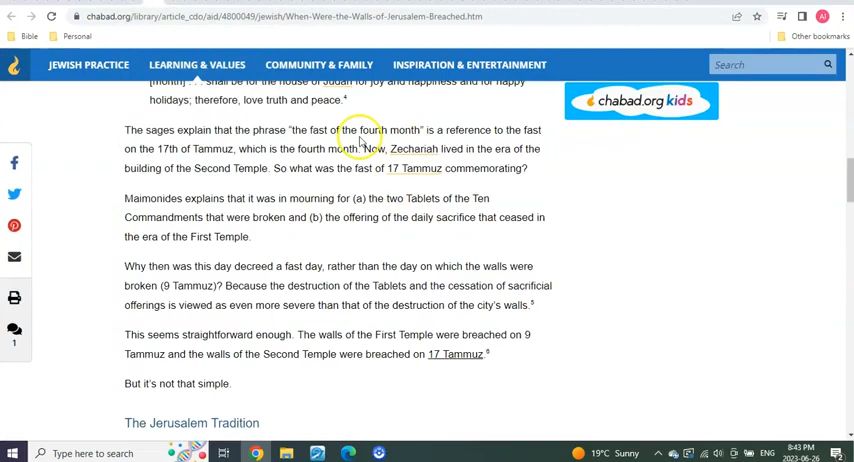 chabad.org/library/article_cdo/aid/4800049/jewish/When-Were-the-Walls-of-Jerusalem-Breached.htm
AI
Bible
Personal
Other bookmarks
JEWISH PRACTICE
LEARNING & VALUES
COMMUNITY & FAMILY
INSPIRATION & ENTERTAINMENT
Search
[month] . . . shall be for the house of Judah for joy and happiness and for happy
holidays; therefore, love truth and peace.4
chabad.org kids
The sages explain that the phrase “the fast of the fourth month” is a reference to the fast
on the 17th of Tammuz, which is the fourth month. Now, Zechariah lived in the era of the
building of the Second Temple. So what was the fast of 17 Tammuz commemorating?
Maimonides explains that it was in mourning for (a) the two Tablets of the Ten
Commandments that were broken and (b) the offering of the daily sacrifice that ceased in
the era of the First Temple.
Why then was this day decreed a fast day, rather than the day on which the walls were
broken (9 Tammuz)? Because the destruction of the Tablets and the cessation of sacrificial
offerings is viewed as even more severe than that of the destruction of the city’s walls.5
1
This seems straightforward enough. The walls of the First Temple were breached on 9
Tammuz and the walls of the Second Temple were breached on 17 Tammuz.6
But it’s not that simple.
The Jerusalem Tradition
Type here to search
19°C Sunny
ENG
8:43 PM
2023-06-26
2